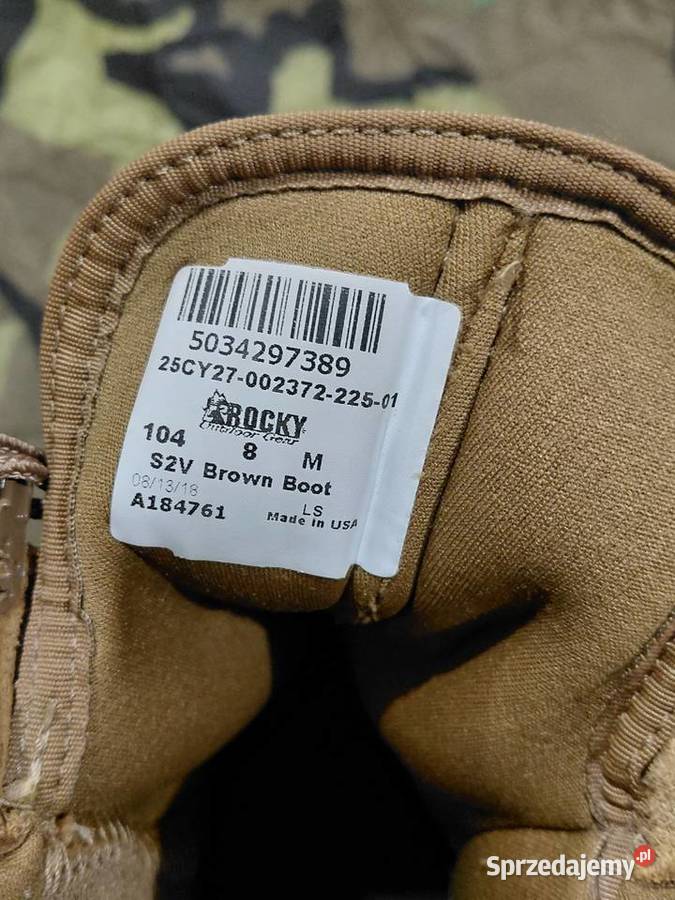 5034297389
25CY27-002372-225-01
ROCKY
Outdoor Gear
104 8 M
S2V Brown Boot
08/13/18 LS
A184761 Made in USA
Sprzedajemy.pl